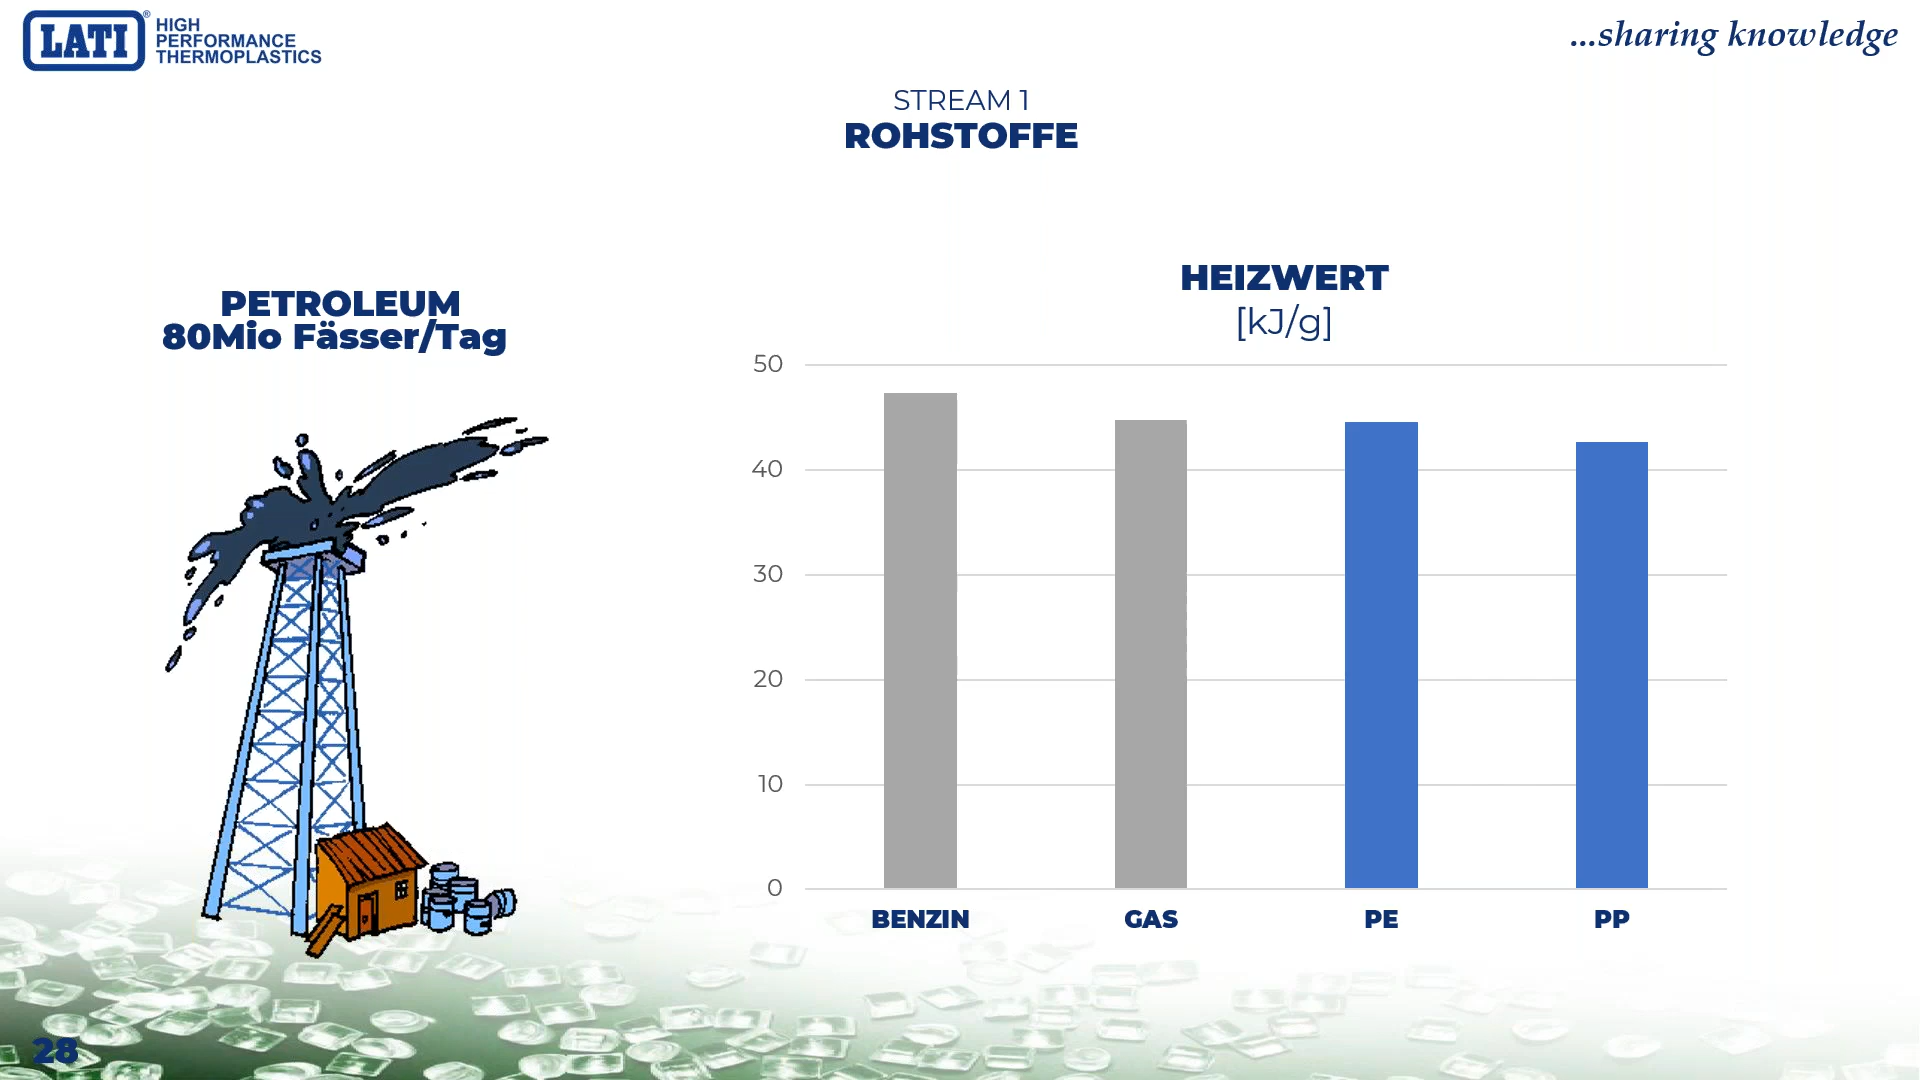 LATI®
HIGH
PERFORMANCE
THERMOPLASTICS
...sharing knowledge
STREAM 1
ROHSTOFFE
PETROLEUM
80Mio Fässer/Tag
HEIZWERT
[kJ/g]
50
40
30
20
10
0
BENZIN GAS PE PP
28